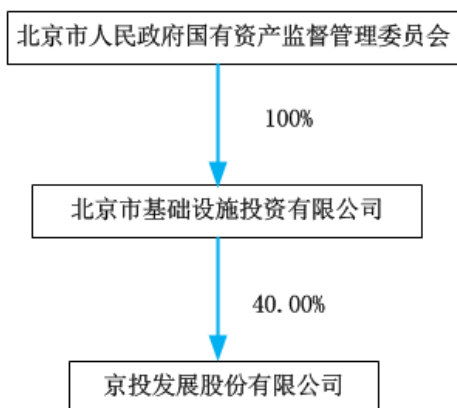 北京市人民政府国有资产监督管理委员会
100%
北京市基础设施投资有限公司
40.00%
京投发展股份有限公司